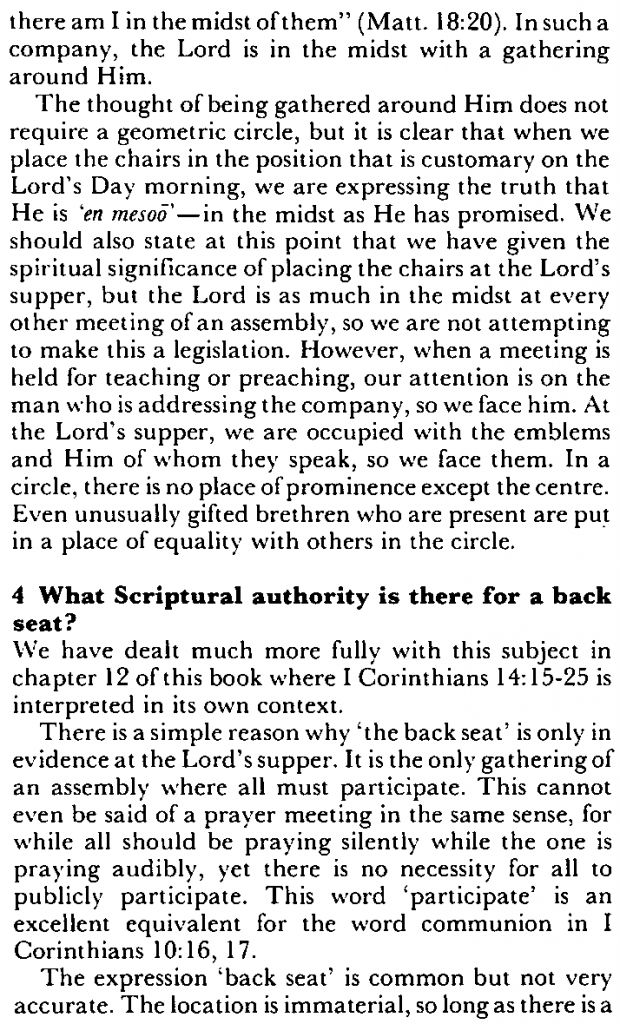 there am I in the midst of them” (Matt. 18:20). In such a
company, the Lord is in the midst with a gathering
around Him.
The thought of being gathered around Him does not
require a geometric circle, but it is clear that when we
place the chairs in the position that is customary on the
Lord's Day morning, we are expressing the truth that
He is ‘en mesoō’—in the midst as He has promised. We
should also state at this point that we have given the
spiritual significance of placing the chairs at the Lord's
supper, but the Lord is as much in the midst at every
other meeting of an assembly, so we are not attempting
to make this a legislation. However, when a meeting is
held for teaching or preaching, our attention is on the
man who is addressing the company, so we face him. At
the Lord's supper, we are occupied with the emblems
and Him of whom they speak, so we face them. In a
circle, there is no place of prominence except the centre.
Even unusually gifted brethren who are present are put
in a place of equality with others in the circle.
4 What Scriptural authority is there for a back
seat?
We have dealt much more fully with this subject in
chapter 12 of this book where I Corinthians 14:15-25 is
interpreted in its own context.
There is a simple reason why ‘the back seat’ is only in
evidence at the Lord's supper. It is the only gathering of
an assembly where all must participate. This cannot
even be said of a prayer meeting in the same sense, for
while all should be praying silently while the one is
praying audibly, yet there is no necessity for all to
publicly participate. This word ‘participate’ is an
excellent equivalent for the word communion in I
Corinthians 10:16, 17.
The expression ‘back seat’ is common but not very
accurate. The location is immaterial, so long as there is a